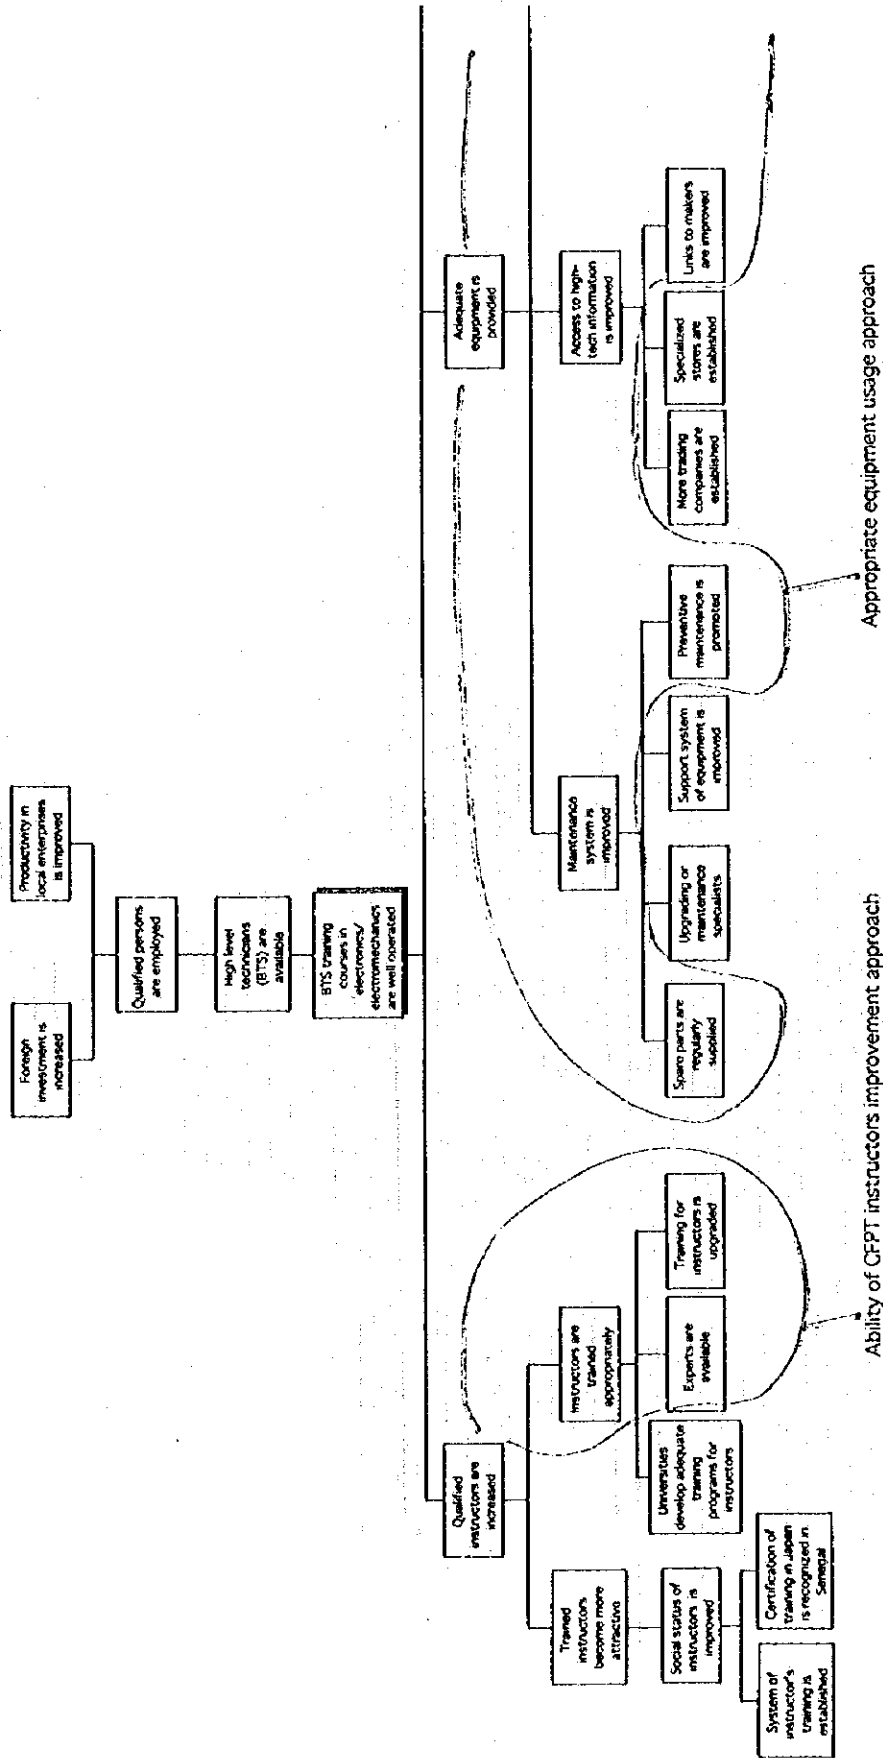 Foreign
investment is
increased
Productivity in
local enterprises
is improved
Qualified persons
are employed
High level
technicians
(BTS) are
available
BTS training
courses in
electronics/
electromechanics
are well operated
Qualified
instructors are
increased
Adequate
equipment is
provided
Trained
instructors
become more
attractive
Instructors are
trained
appropriately
Maintenance
system is
improved
Access to high-
tech information
is improved
Social status of
instructors is
improved
Universities
develop adequate
training
programs for
instructors
Experts are
available
Training for
instructors is
upgraded
Spare parts are
regularly
supplied
Upgrading or
maintenance
specialists
Support system
of equipment is
improved
Preventive
maintenance is
promoted
More trading
companies are
established
Specialized
stores are
established
Links to makers
are improved
System of
instructor's
training is
established
Certification of
training in Japan
is recognized in
Senegal
Ability of CFPT instructors improvement approach
Appropriate equipment usage approach